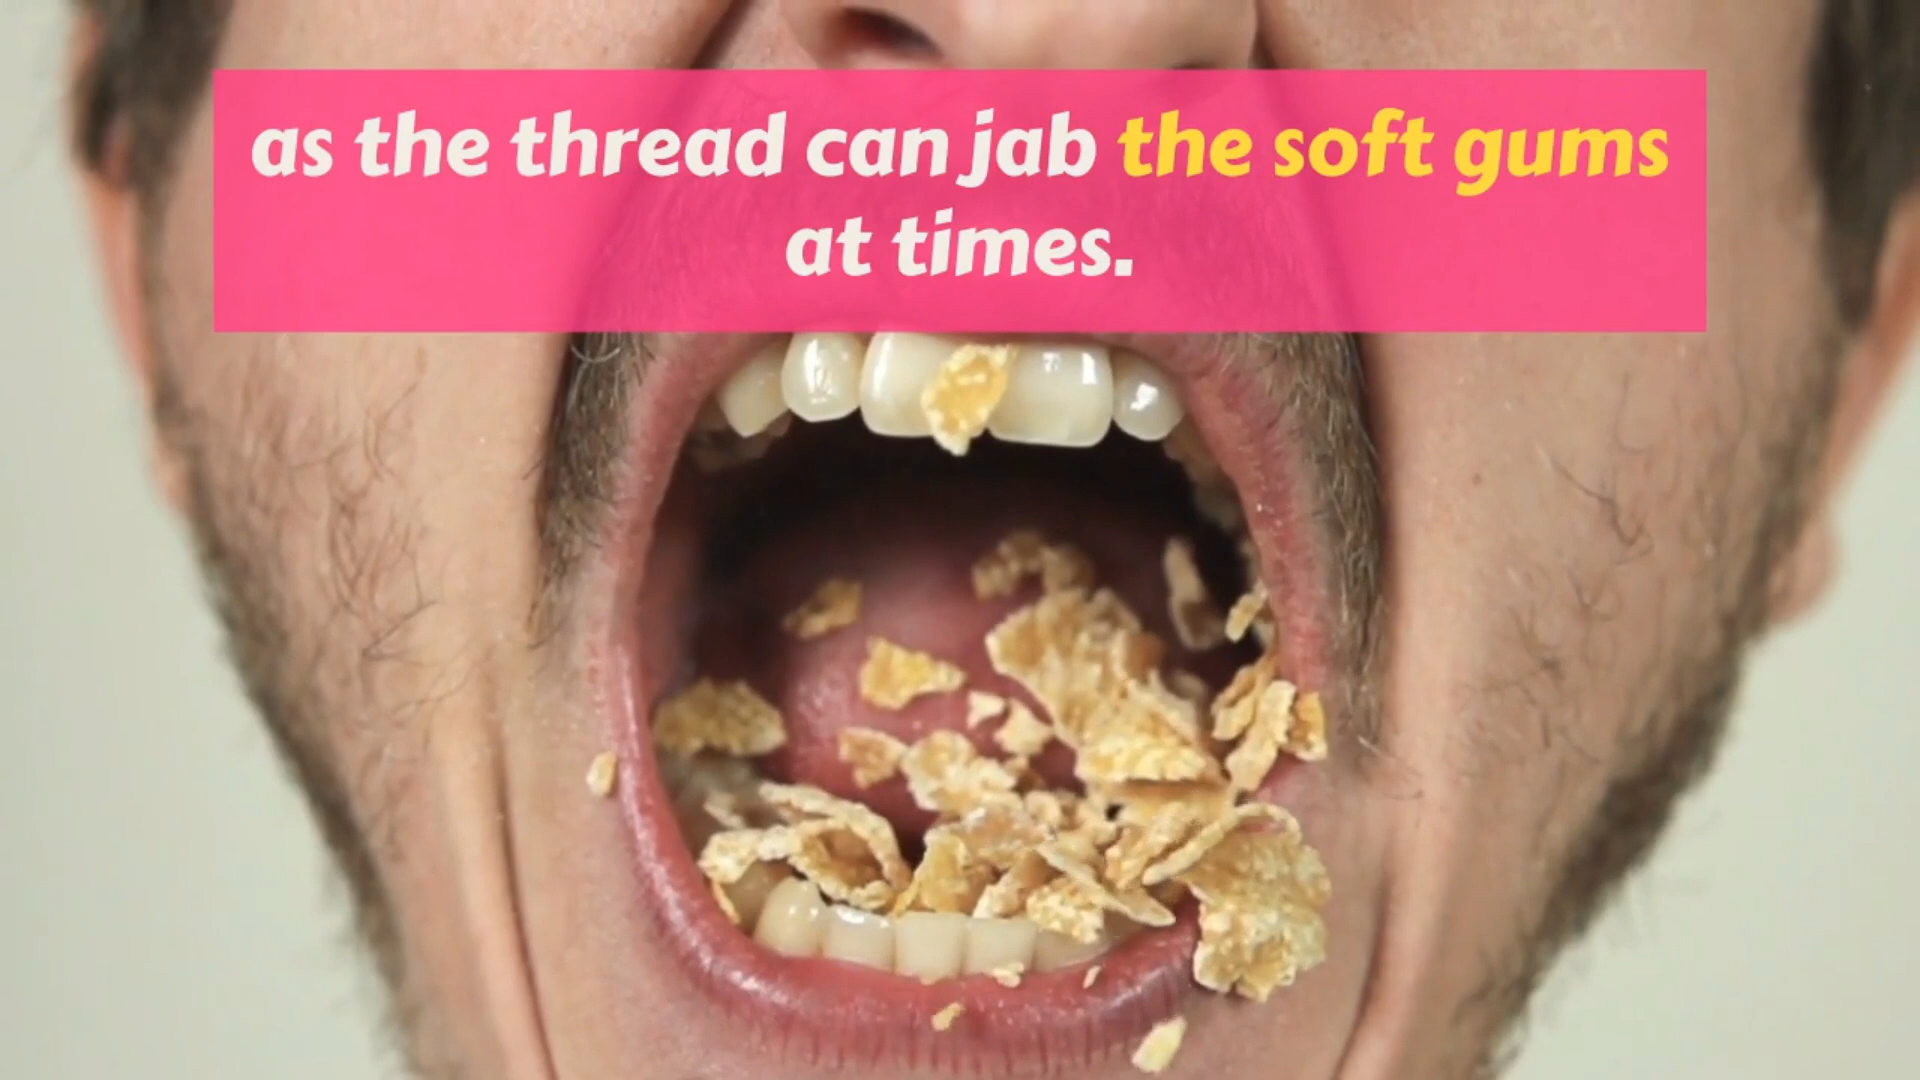 as the thread can jab the soft gums
at times.